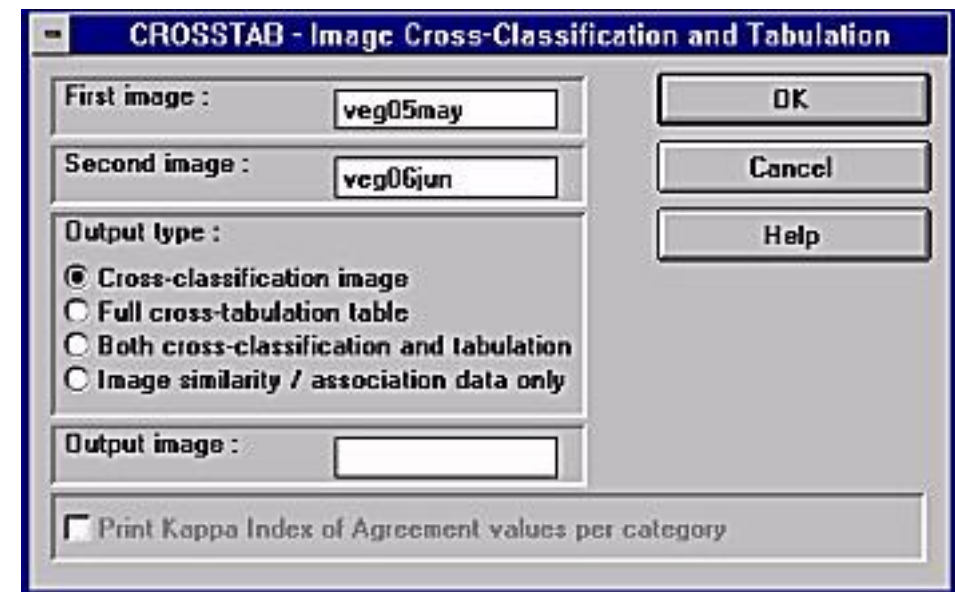 CROSSTAB - Image Cross-Classification and Tabulation
First image :
veg05may
OK
Second image :
veg06jun
Cancel
Output type :
Help
Cross-classification image
Full cross-tabulation table
Both cross-classification and tabulation
Image similarity / association data only
Output image :
Print Kappa Index of Agreement values per category